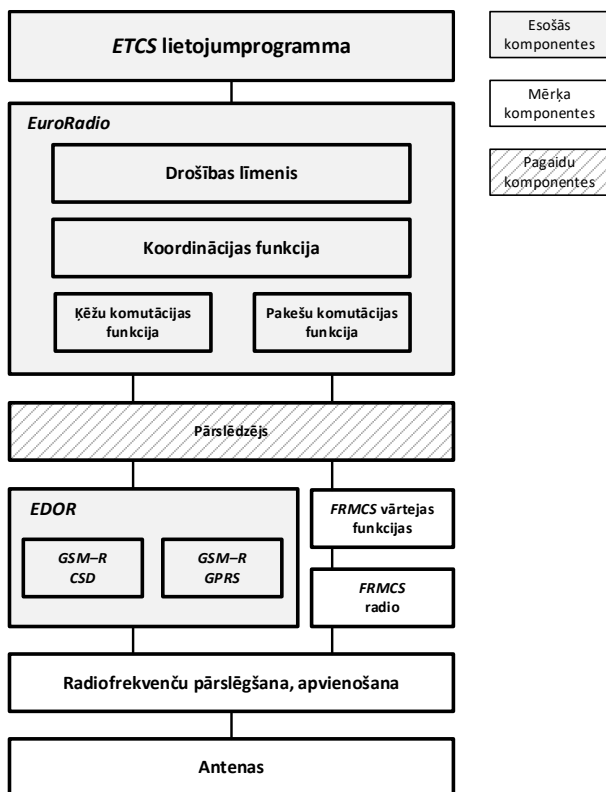 ETCS lietojumprogramma
EuroRadio
Drošības līmenis
Koordinācijas funkcija
Ķēžu komutācijas
funkcija
Pakešu komutācijas
funkcija
Pārslēdzējs
EDOR
GSM–R
CSD
GSM–R
GPRS
FRMCS vārtejas
funkcijas
FRMCS
radio
Radiofrekvenču pārslēgšana, apvienošana
Antenas
Esošās
komponentes
Mērķa
komponentes
Pagaidu
komponentes